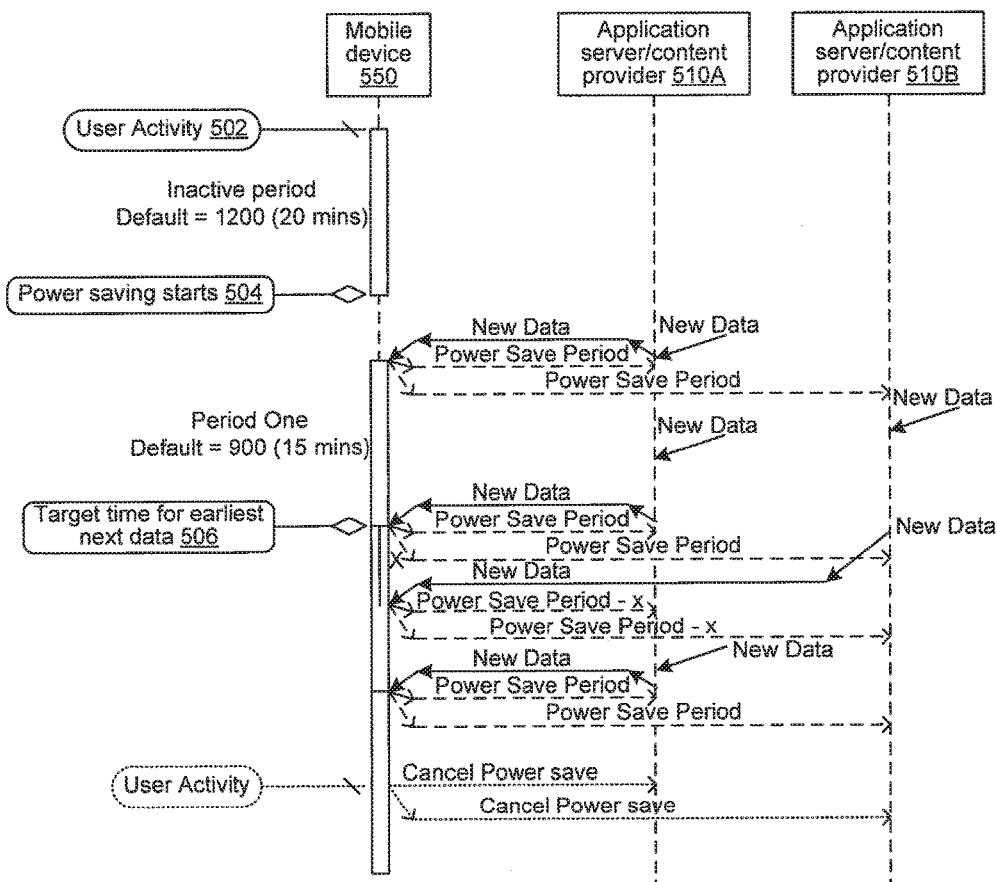 Mobile
device
550
Application
server/content
provider 510A
Application
server/content
provider 510B
User Activity 502
Inactive period
Default = 1200 (20 mins)
Power saving starts 504
New Data
New Data
Power Save Period
Power Save Period
New Data
Period One
Default = 900 (15 mins)
New Data
New Data
Target time for earliest
next data 506
Power Save Period
New Data
Power Save Period
X
New Data
Power Save Period - x
Power Save Period - x
New Data
New Data
Power Save Period
Power Save Period
User Activity
Cancel Power save
Cancel Power save